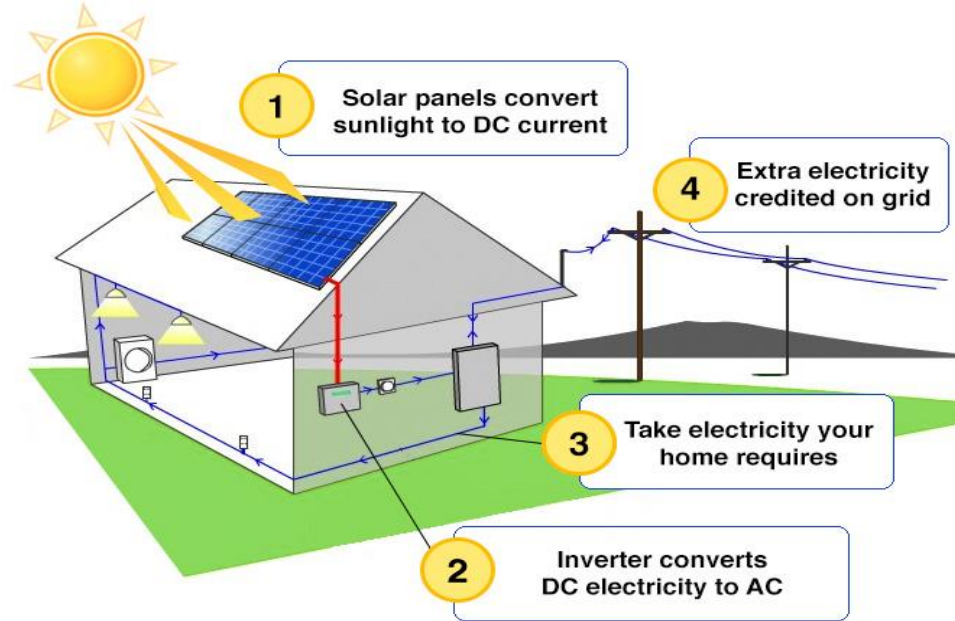 1
Solar panels convert
sunlight to DC current
4
Extra electricity
credited on grid
3
Take electricity your
home requires
2
Inverter converts
DC electricity to AC